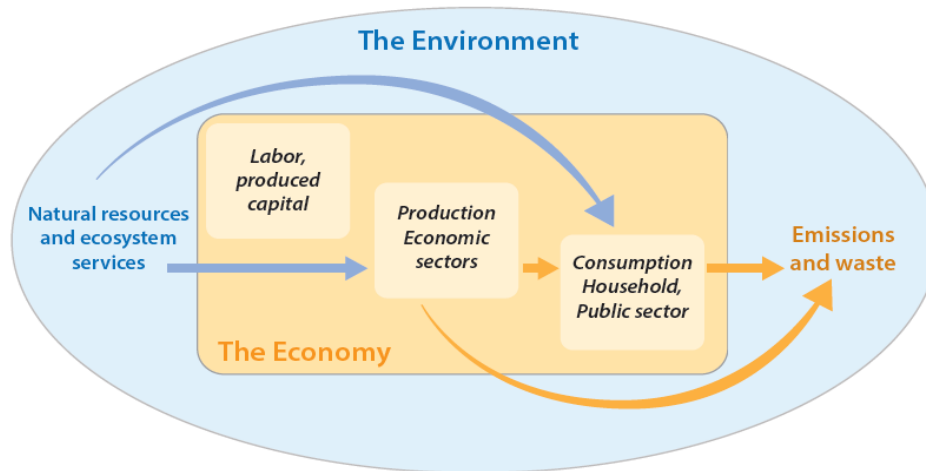 The Environment
Labor,
produced
capital
Natural resources
and ecosystem
services
Production
Economic
sectors
Consumption
Household,
Public sector
Emissions
and waste
The Economy